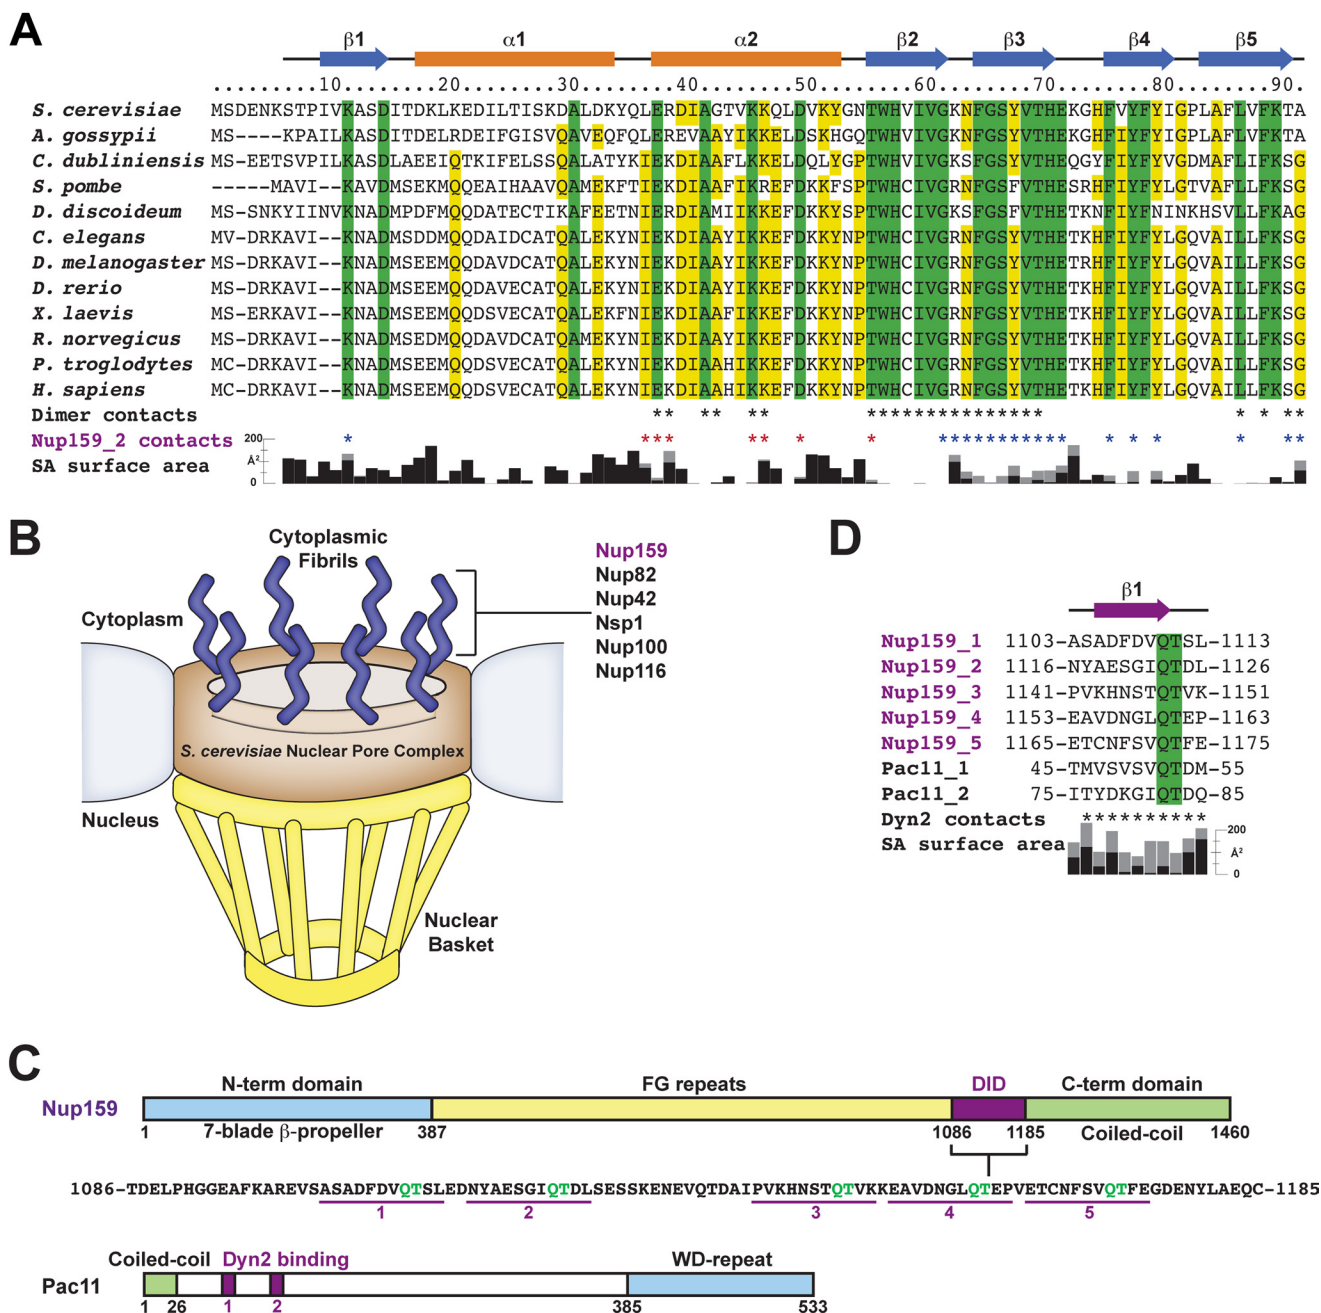 A
β1 α1 α2 β2 β3 β4 β5
10 20 30 40 50 60 70 80 90
S. cerevisiae MSDENKSTPIVKASDITDKLKEDILTISKDALDKYQLERDIAGTVKKQLDVKYGNTWHVIVGKNFGSYVTHEKGHFVYFYIGPLAFLVFKTA
A. gossypii MS----KPAILKASDITDELRDEIFGISVQAVEQFQLEREVAAYIKKELDSKHGQTWHVIVGKNFGSYVTHEKGHFIYFYIGPLAFLVFKTA
C. dubliniensis MS-EETSVPILKASDLAEEIQTKIFELSSQALATYKIEKDIAAFLKKELDQLYGPTWHVIVGKSFGSYVTHEQGYFIYFYVGDMAFLIFKSG
S. pombe -----MAVI--KAVDMSEKMQQEAIHAAVQAMEKFTIEKDIAAFIKREFDKKFSPTWHCIVGRNFGSFVTHESRHFIYFYLGTVAFLLFKSG
D. discoideum MS-SNKYIINVKNADMPDFMQQDATECTIKAFEETNIERDIAMIIKKEFDKKYSPTWHCIVGKSFGSFVTHETKNFIYFNINKHSVLLFKAG
C. elegans MV-DRKAVI--KNADMSDDMQQDAIDCATQALEKYNIEKDIAAYIKKEFDKKYNPTWHCIVGRNFGSYVTHETKHFIYFYLGQVAILLFKSG
D. melanogaster MS-DRKAVI--KNADMSEEMQQDAVDCATQALEKYNIEKDIAAYIKKEFDKKYNPTWHCIVGRNFGSYVTHETRHFIYFYLGQVAILLFKSG
D. rerio MS-DRKAVI--KNADMSEEMQQDAVECATQALEKYNIEKDIAAYIKKEFDKKYNPTWHCIVGRNFGSYVTHETKHFIYFYLGQVAILLFKSG
X. laevis MS-ERKAVI--KNADMSEEMQQDSVECATQALEKFNIEKDIAAFIKKEFDKKYNPTWHCIVGRNFGSYVTHETKHFIYFYLGQVAILLFKSG
R. norvegicus MS-DRKAVI--KNADMSEEMQQDAVDCATQAMEKYNIEKDIAAYIKKEFDKKYNPTWHCIVGRNFGSYVTHETKHFIYFYLGQVAILLFKSG
P. troglodytes MC-DRKAVI--KNADMSEEMQQDSVECATQALEKYNIEKDIAAHIKKEFDKKYNPTWHCIVGRNFGSYVTHETKHFIYFYLGQVAILLFKSG
H. sapiens MC-DRKAVI--KNADMSEEMQQDSVECATQALEKYNIEKDIAAHIKKEFDKKYNPTWHCIVGRNFGSYVTHETKHFIYFYLGQVAILLFKSG
Dimer contacts ** ** ** *************** * * **
Nup159_2 contacts * *** ** * * *********** * * * * **
SA surface area 200 Å² 0
B
Cytoplasmic
Fibrils
Cytoplasm
Nup159
Nup82
Nup42
Nsp1
Nup100
Nup116
S. cerevisiae Nuclear Pore Complex
Nucleus
Nuclear
Basket
D
β1
Nup159_1 1103-ASADFDVQTSL-1113
Nup159_2 1116-NYAESGIQTDL-1126
Nup159_3 1141-PVKHNSTQTVK-1151
Nup159_4 1153-EAVDNGLQTEP-1163
Nup159_5 1165-ETCNFSVQTFE-1175
Pac11_1 45-TMVSVSVQTDM-55
Pac11_2 75-ITYDKGIQTDQ-85
Dyn2 contacts **********
SA surface area 200 Å² 0
C
N-term domain FG repeats DID C-term domain
Nup159
1 7-blade β-propeller 387 1086 1185 Coiled-coil 1460
1086-TDELPHGGEAFKAREVSASADFDVQTSLEDNYAESGIQTDLSESSKENEVQTDAIPVKHNSTQTVKKEAVDNGLQTEPVETCNFSVQTFEGDENYLAEQC-1185
1 2 3 4 5
Coiled-coil Dyn2 binding WD-repeat
Pac11
1 26 1 2 385 533